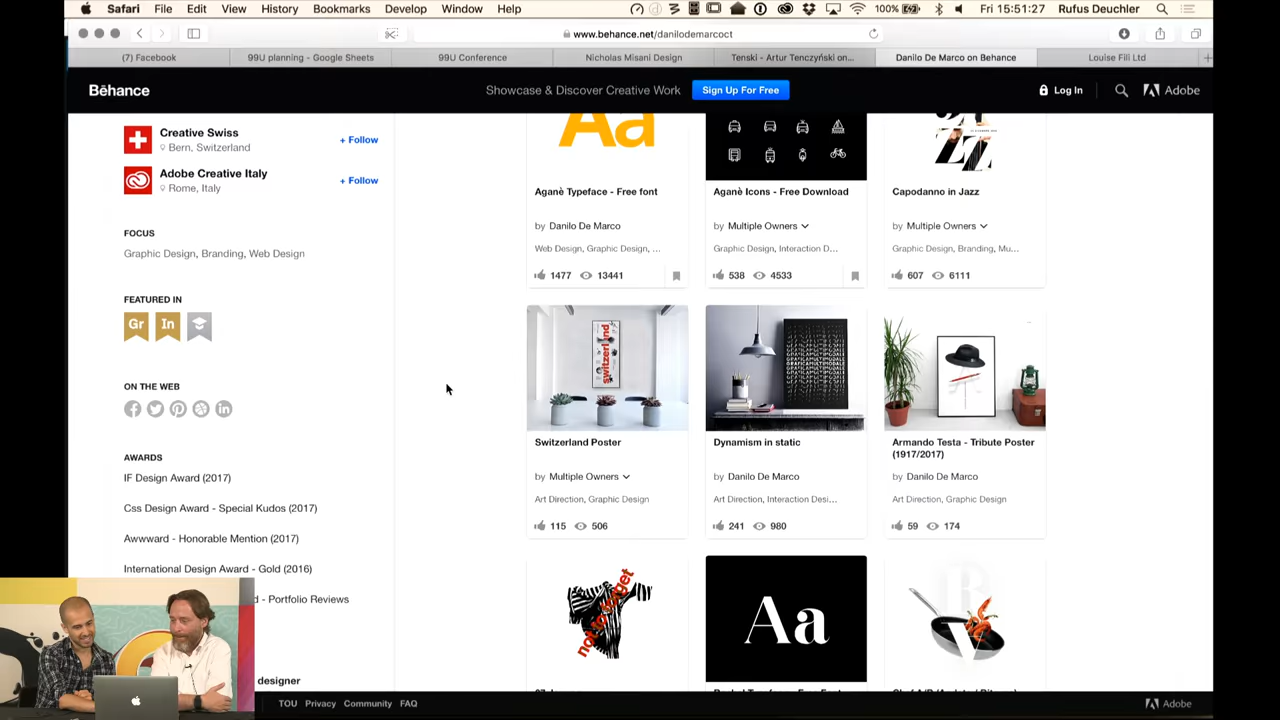 Safari File Edit View History Bookmarks Develop Window Help 100% Fri 15:51:27 Rufus Deuchler
www.behance.net/danilodemarcoct
(7) Facebook 99U planning - Google Sheets 99U Conference Nicholas Misani Design Tenski - Artur Tenczyński on... Danilo De Marco on Behance Louise Fili Ltd
Bēhance Showcase & Discover Creative Work Sign Up For Free Log In Adobe
Creative Swiss
Bern, Switzerland
+ Follow
Adobe Creative Italy
Rome, Italy
+ Follow
FOCUS
Graphic Design, Branding, Web Design
FEATURED IN
Gr In
ON THE WEB
AWARDS
IF Design Award (2017)
Css Design Award - Special Kudos (2017)
Awwward - Honorable Mention (2017)
International Design Award - Gold (2016)
d - Portfolio Reviews
designer
Aa
Aganè Typeface - Free font
by Danilo De Marco
Web Design, Graphic Design, ...
1477 13441
Aganè Icons - Free Download
by Multiple Owners
Graphic Design, Interaction D...
538 4533
Capodanno in Jazz
by Multiple Owners
Graphic Design, Branding, Mu...
607 6111
switzerland
Switzerland Poster
by Multiple Owners
Art Direction, Graphic Design
115 506
Dynamism in static
by Danilo De Marco
Art Direction, Interaction Desi...
241 980
Armando Testa - Tribute Poster
(1917/2017)
by Danilo De Marco
Art Direction, Graphic Design
59 174
not to forget
Aa
TOU Privacy Community FAQ Adobe